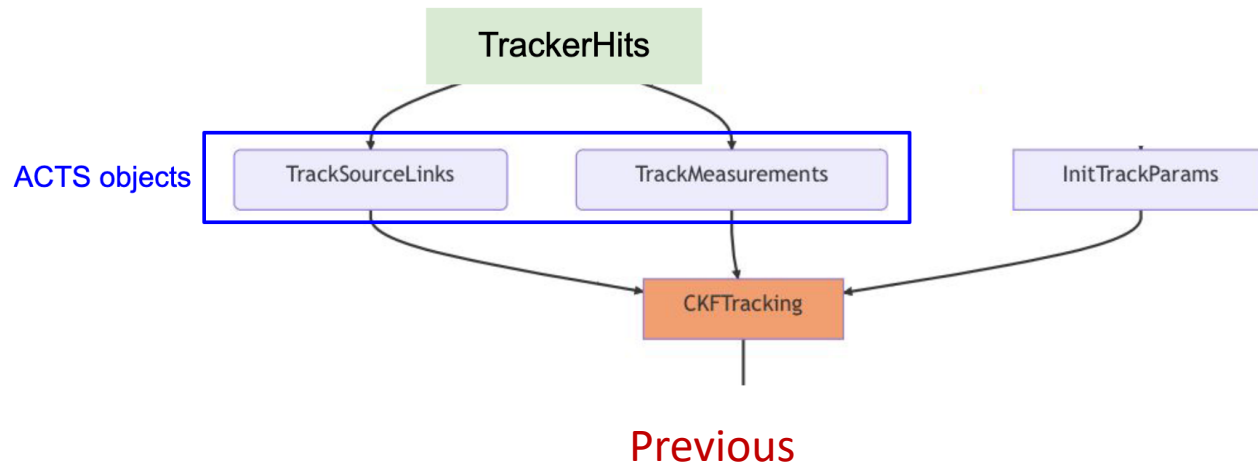 TrackerHits
ACTS objects
TrackSourceLinks
TrackMeasurements
InitTrackParams
CKFTracking
Previous